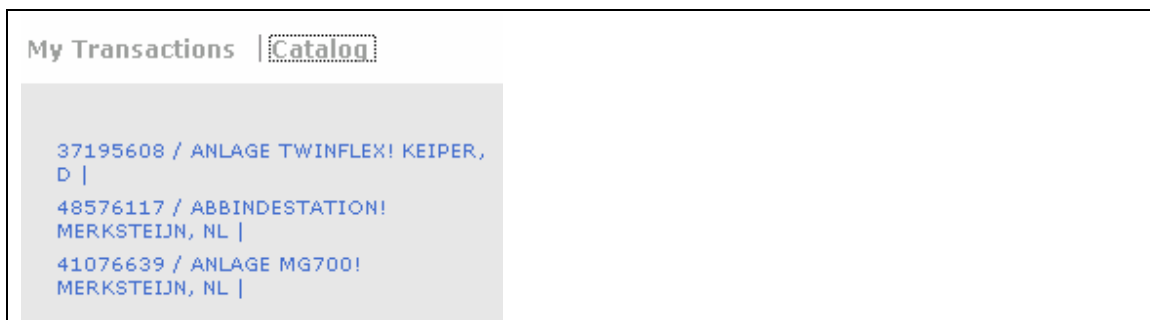 My Transactions | Catalog
37195608 / ANLAGE TWINFLEX! KEIPER,
D |
48576117 / ABBINDESTATION!
MERKSTEIJN, NL |
41076639 / ANLAGE MG700!
MERKSTEIJN, NL |